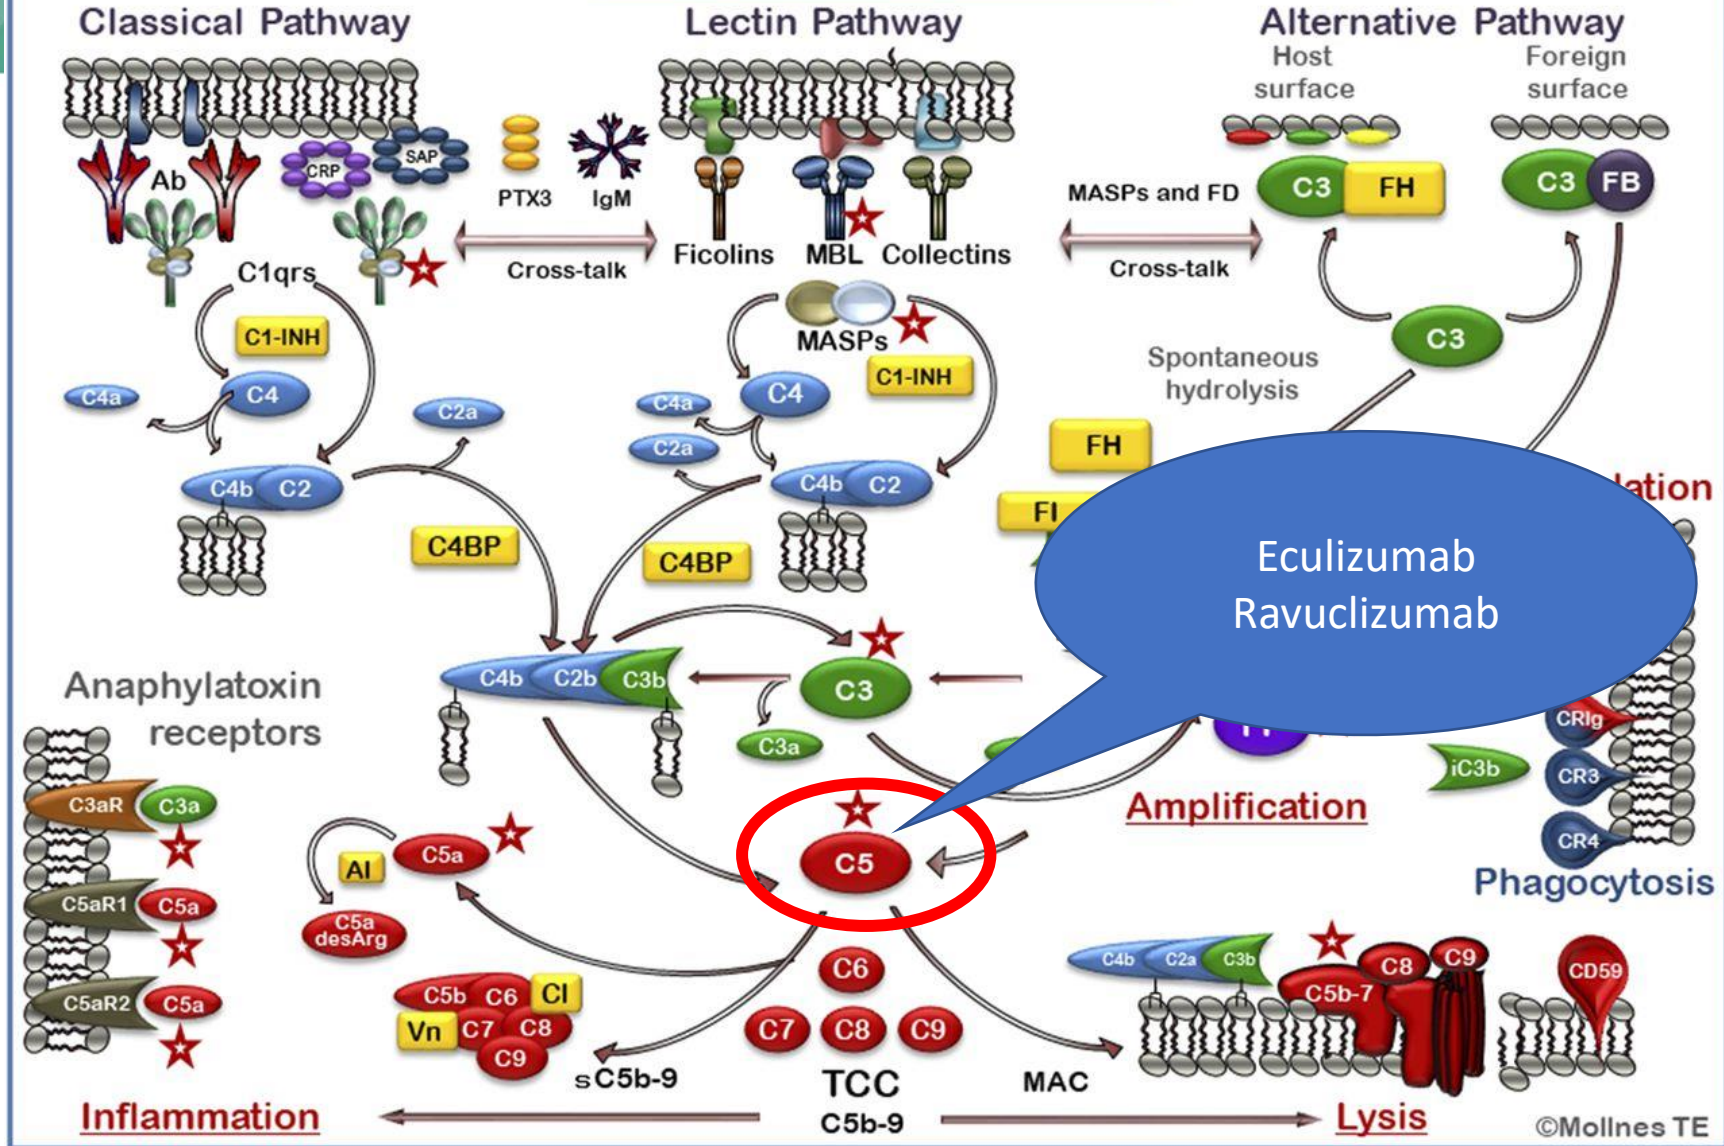 Classical Pathway
Lectin Pathway
Alternative Pathway
Host
surface
Foreign
surface
Ab
CRP
SAP
PTX3
IgM
Cross-talk
C1qrs
Ficolins
MBL
Collectins
MASPs
MASPs and FD
Cross-talk
C3
FH
C3
FB
C3
Spontaneous
hydrolysis
C1-INH
C4a
C4
C2a
C4b
C2
C4BP
C4a
C4
C1-INH
C2a
C4b
C2
C4BP
FH
FI
lation
Eculizumab
Ravuclizumab
C4b
C2b
C3b
C3
C3a
Anaphylatoxin
receptors
C3aR
C3a
C5aR1
C5a
C5aR2
C5a
AI
C5a
C5a
desArg
C5
Amplification
iC3b
CRIg
CR3
CR4
Phagocytosis
C5b
C6
CI
Vn
C7
C8
C9
sC5b-9
C6
C7
C8
C9
TCC
C5b-9
MAC
C4b
C2a
C3b
C5b-7
C8
C9
CD59
Inflammation
Lysis
©Mollnes TE